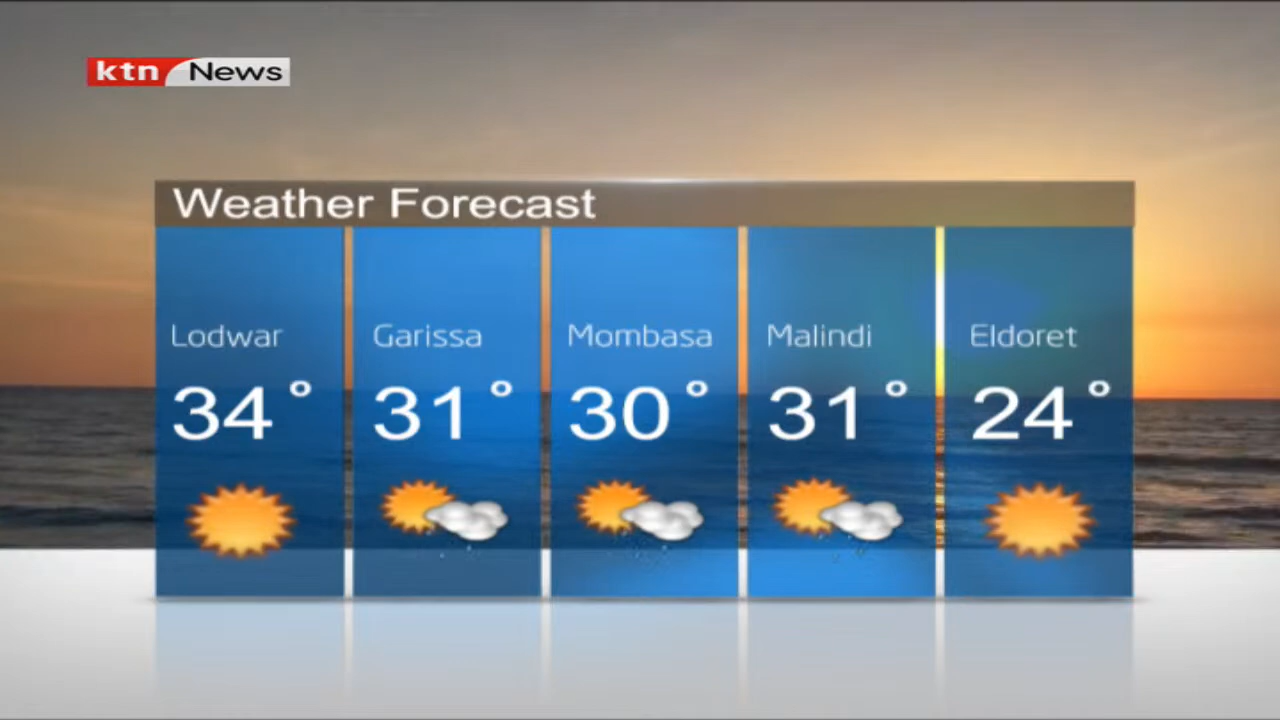 ktn News
Weather Forecast
Lodwar
34°
Garissa
31°
Mombasa
30°
Malindi
31°
Eldoret
24°